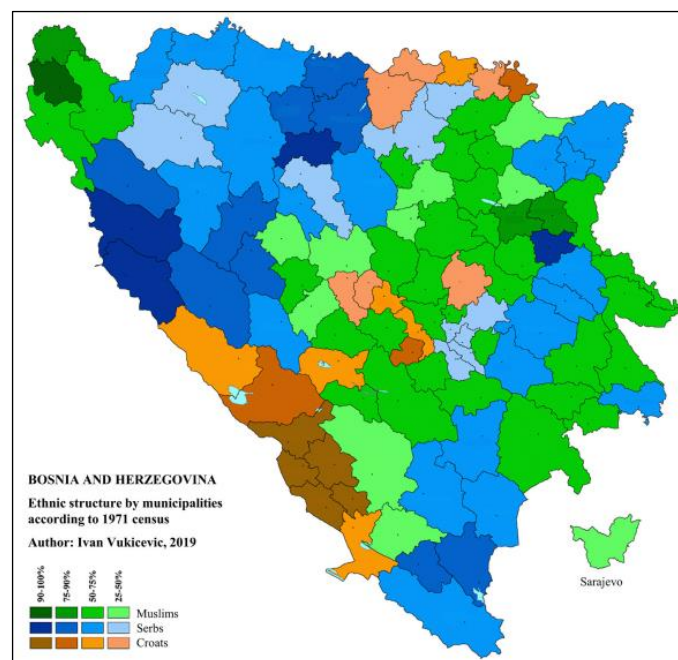 BOSNIA AND HERZEGOVINA
Ethnic structure by municipalities
according to 1971 census
Author: Ivan Vukicevic, 2019
90-100%
75-90%
50-75%
25-50%
Muslims
Serbs
Croats
Sarajevo